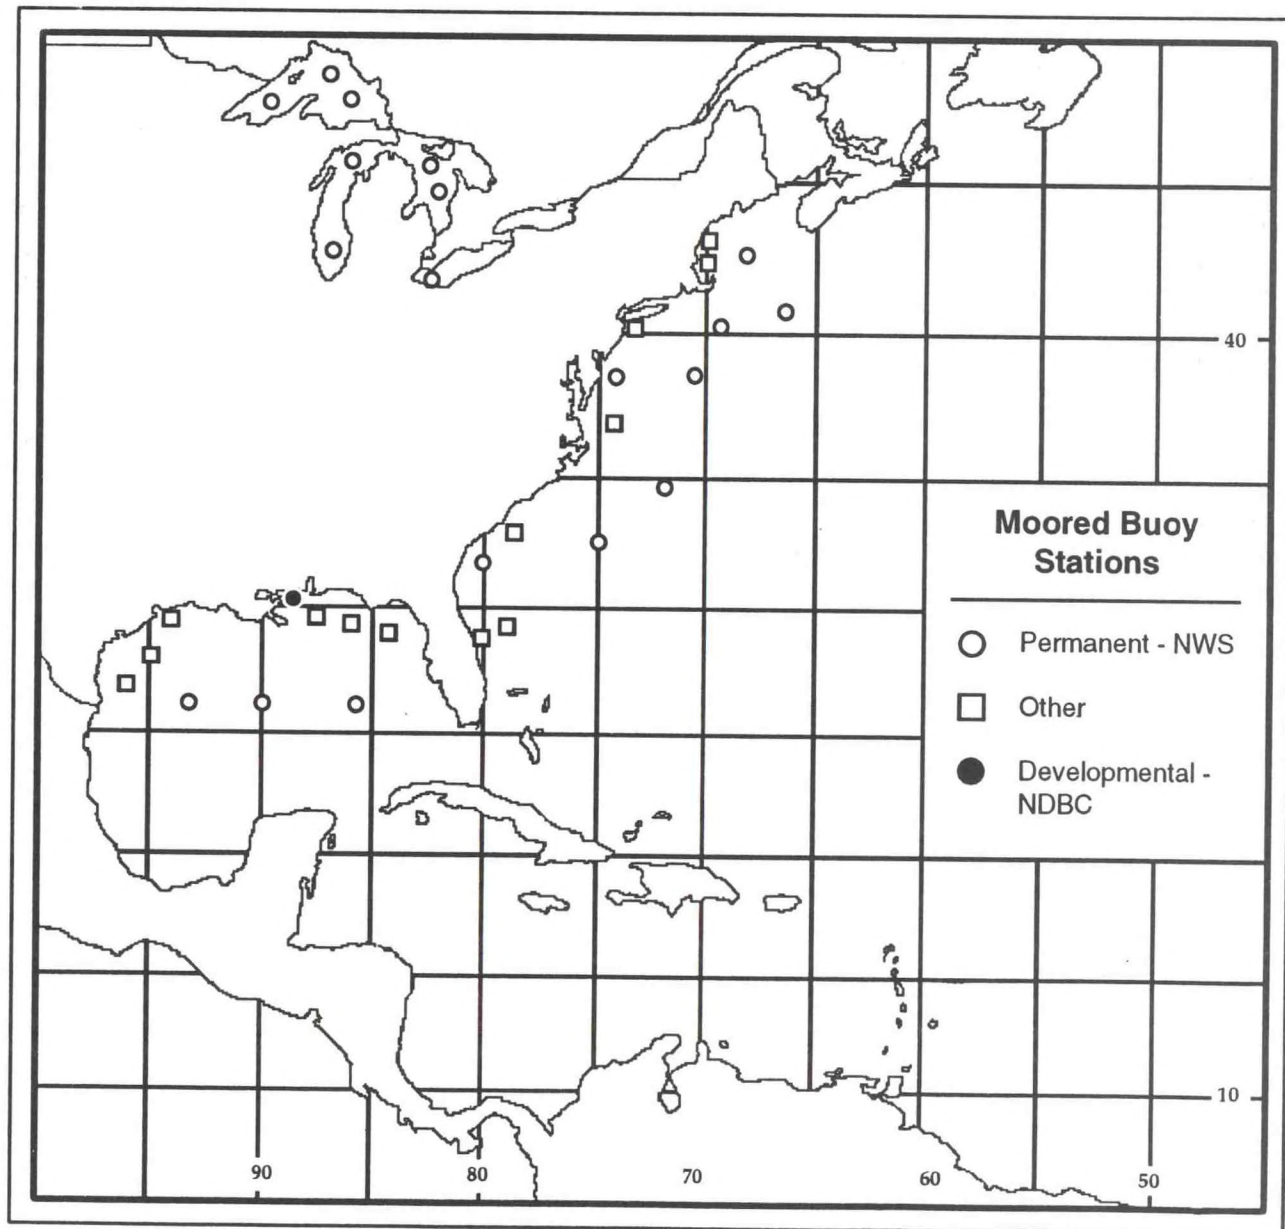 40
Moored Buoy
Stations
Permanent - NWS
Other
Developmental -
NDBC
10
90
80
70
60
50